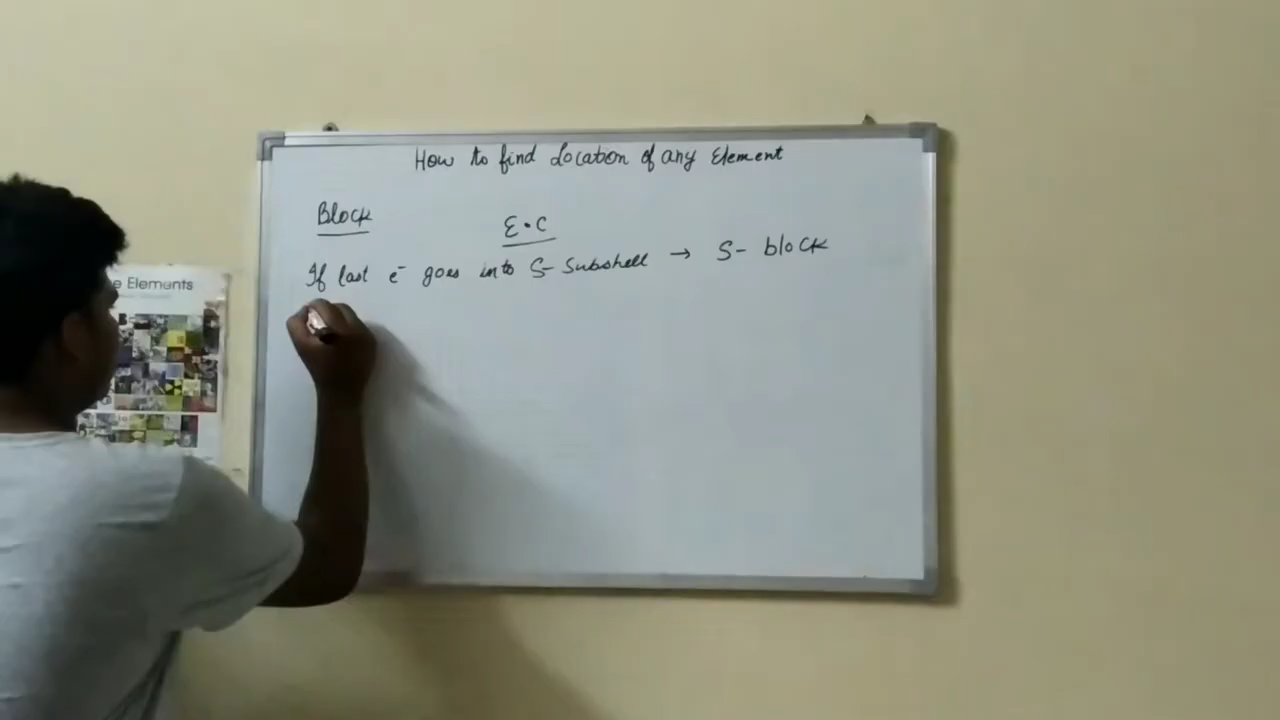 How to find Location of any Element
Block
E.C
If last e⁻ goes into S- Subshell → S- block
e Elements